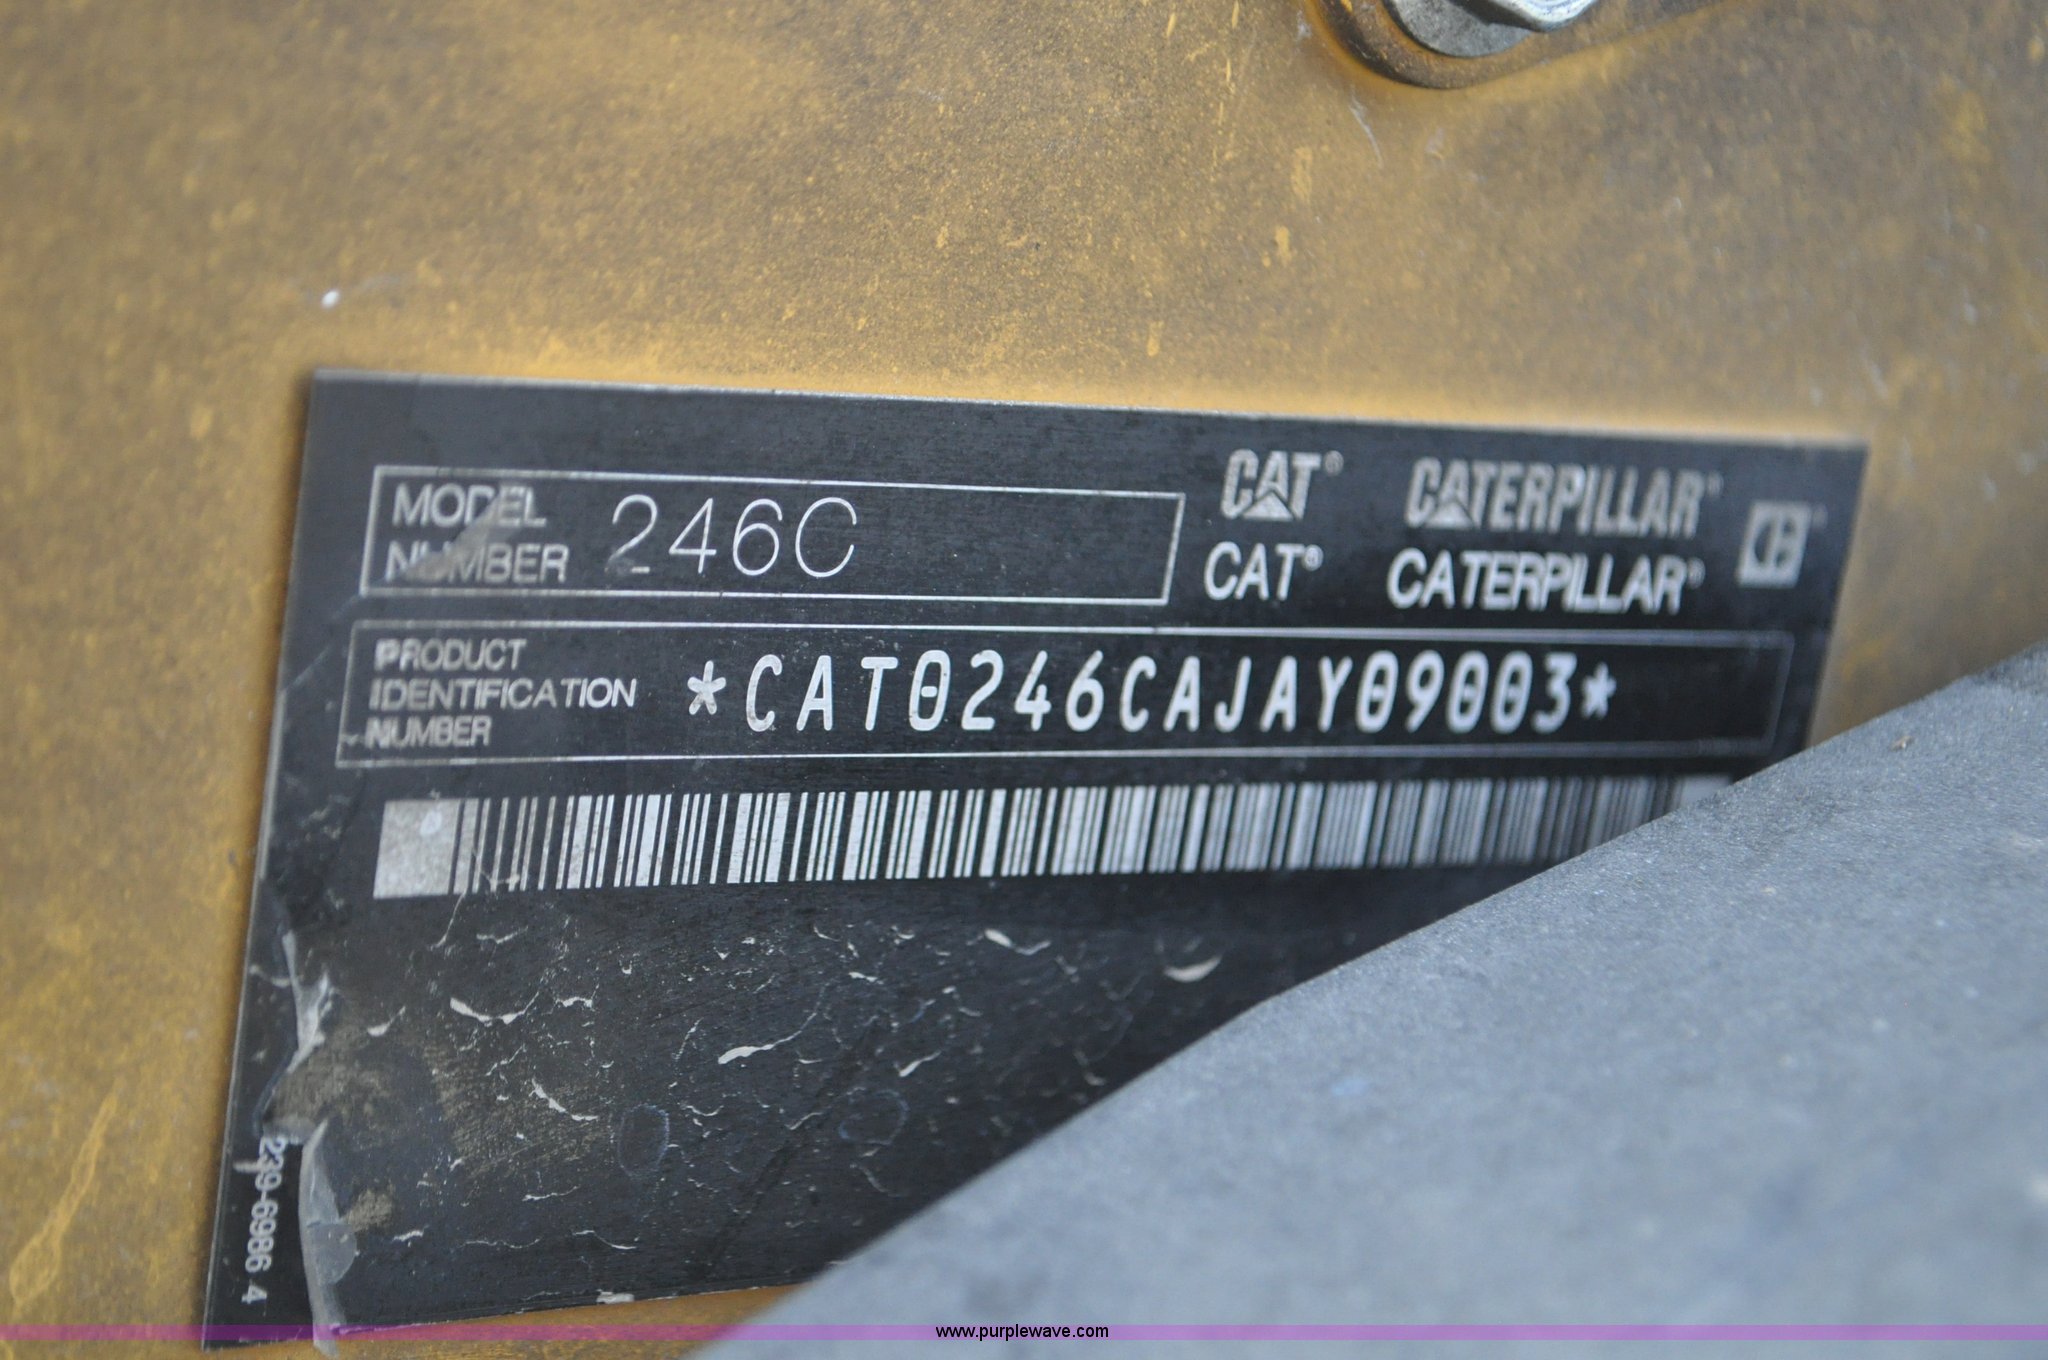 MODEL NUMBER 246C
CAT® CATERPILLAR®
CAT® CATERPILLAR®
PRODUCT IDENTIFICATION NUMBER *CAT0246CAJAY09003*
239-6986 4
www.purplewave.com